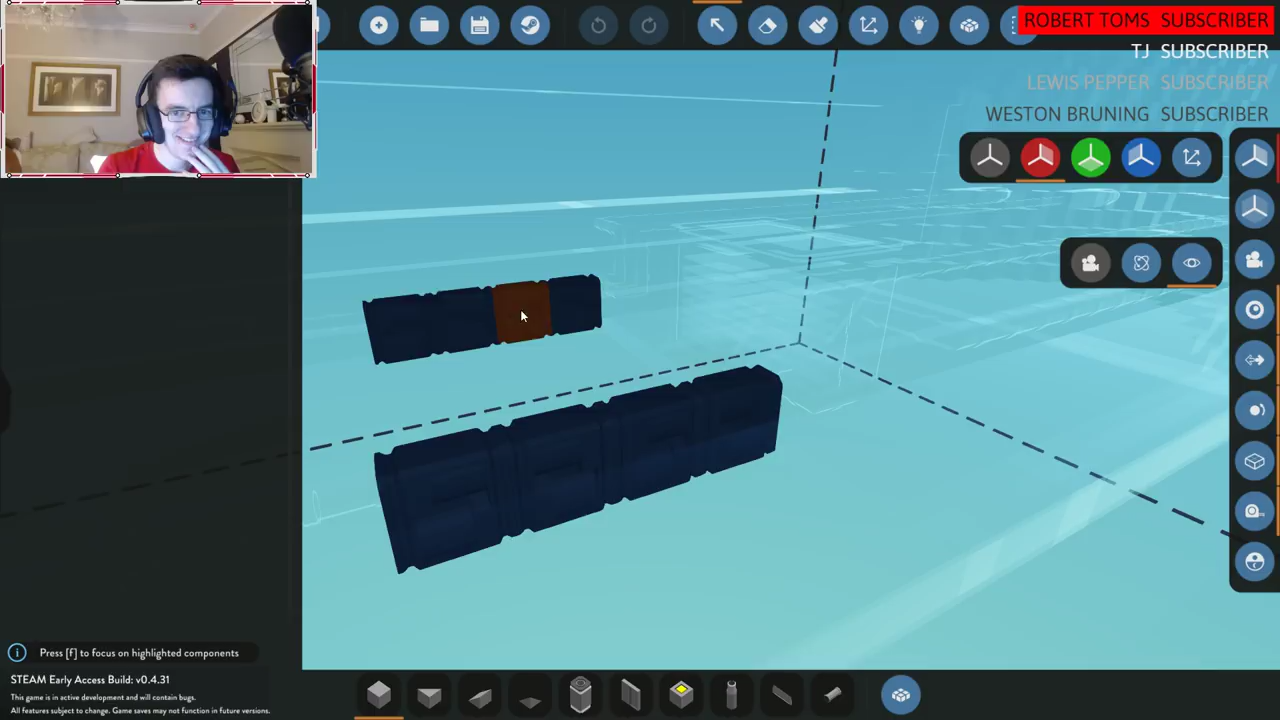 ROBERT TOMS SUBSCRIBER
TJ SUBSCRIBER
LEWIS PEPPER SUBSCRIBER
WESTON BRUNING SUBSCRIBER
Press [f] to focus on highlighted components
STEAM Early Access Build: v0.4.31
This game is in active development and will contain bugs.
All features subject to change. Game saves may not function in future versions.